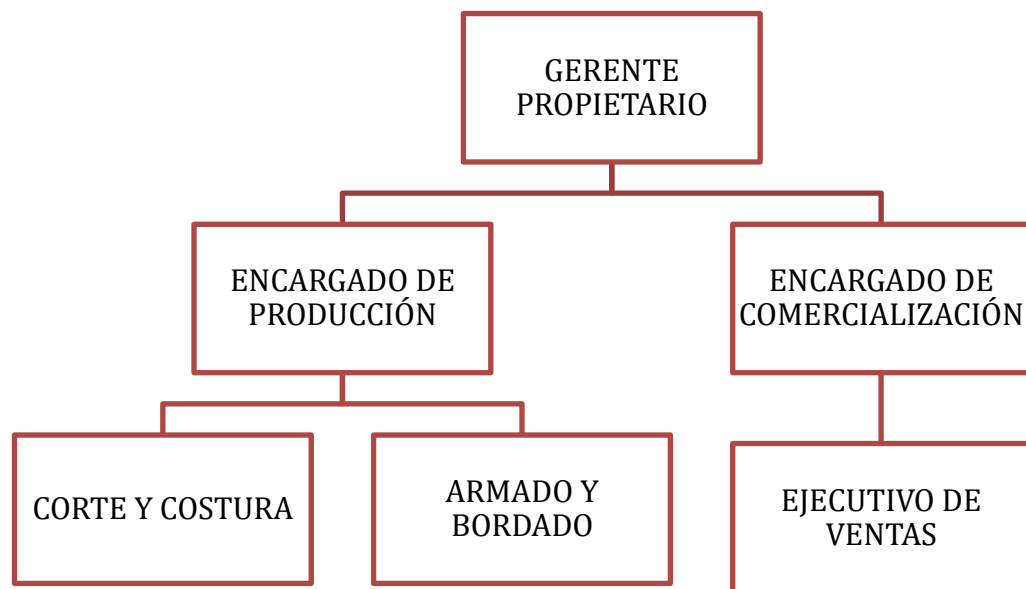 GERENTE
PROPIETARIO
ENCARGADO DE
PRODUCCIÓN
ENCARGADO DE
COMERCIALIZACIÓN
CORTE Y COSTURA
ARMADO Y
BORDADO
EJECUTIVO DE
VENTAS